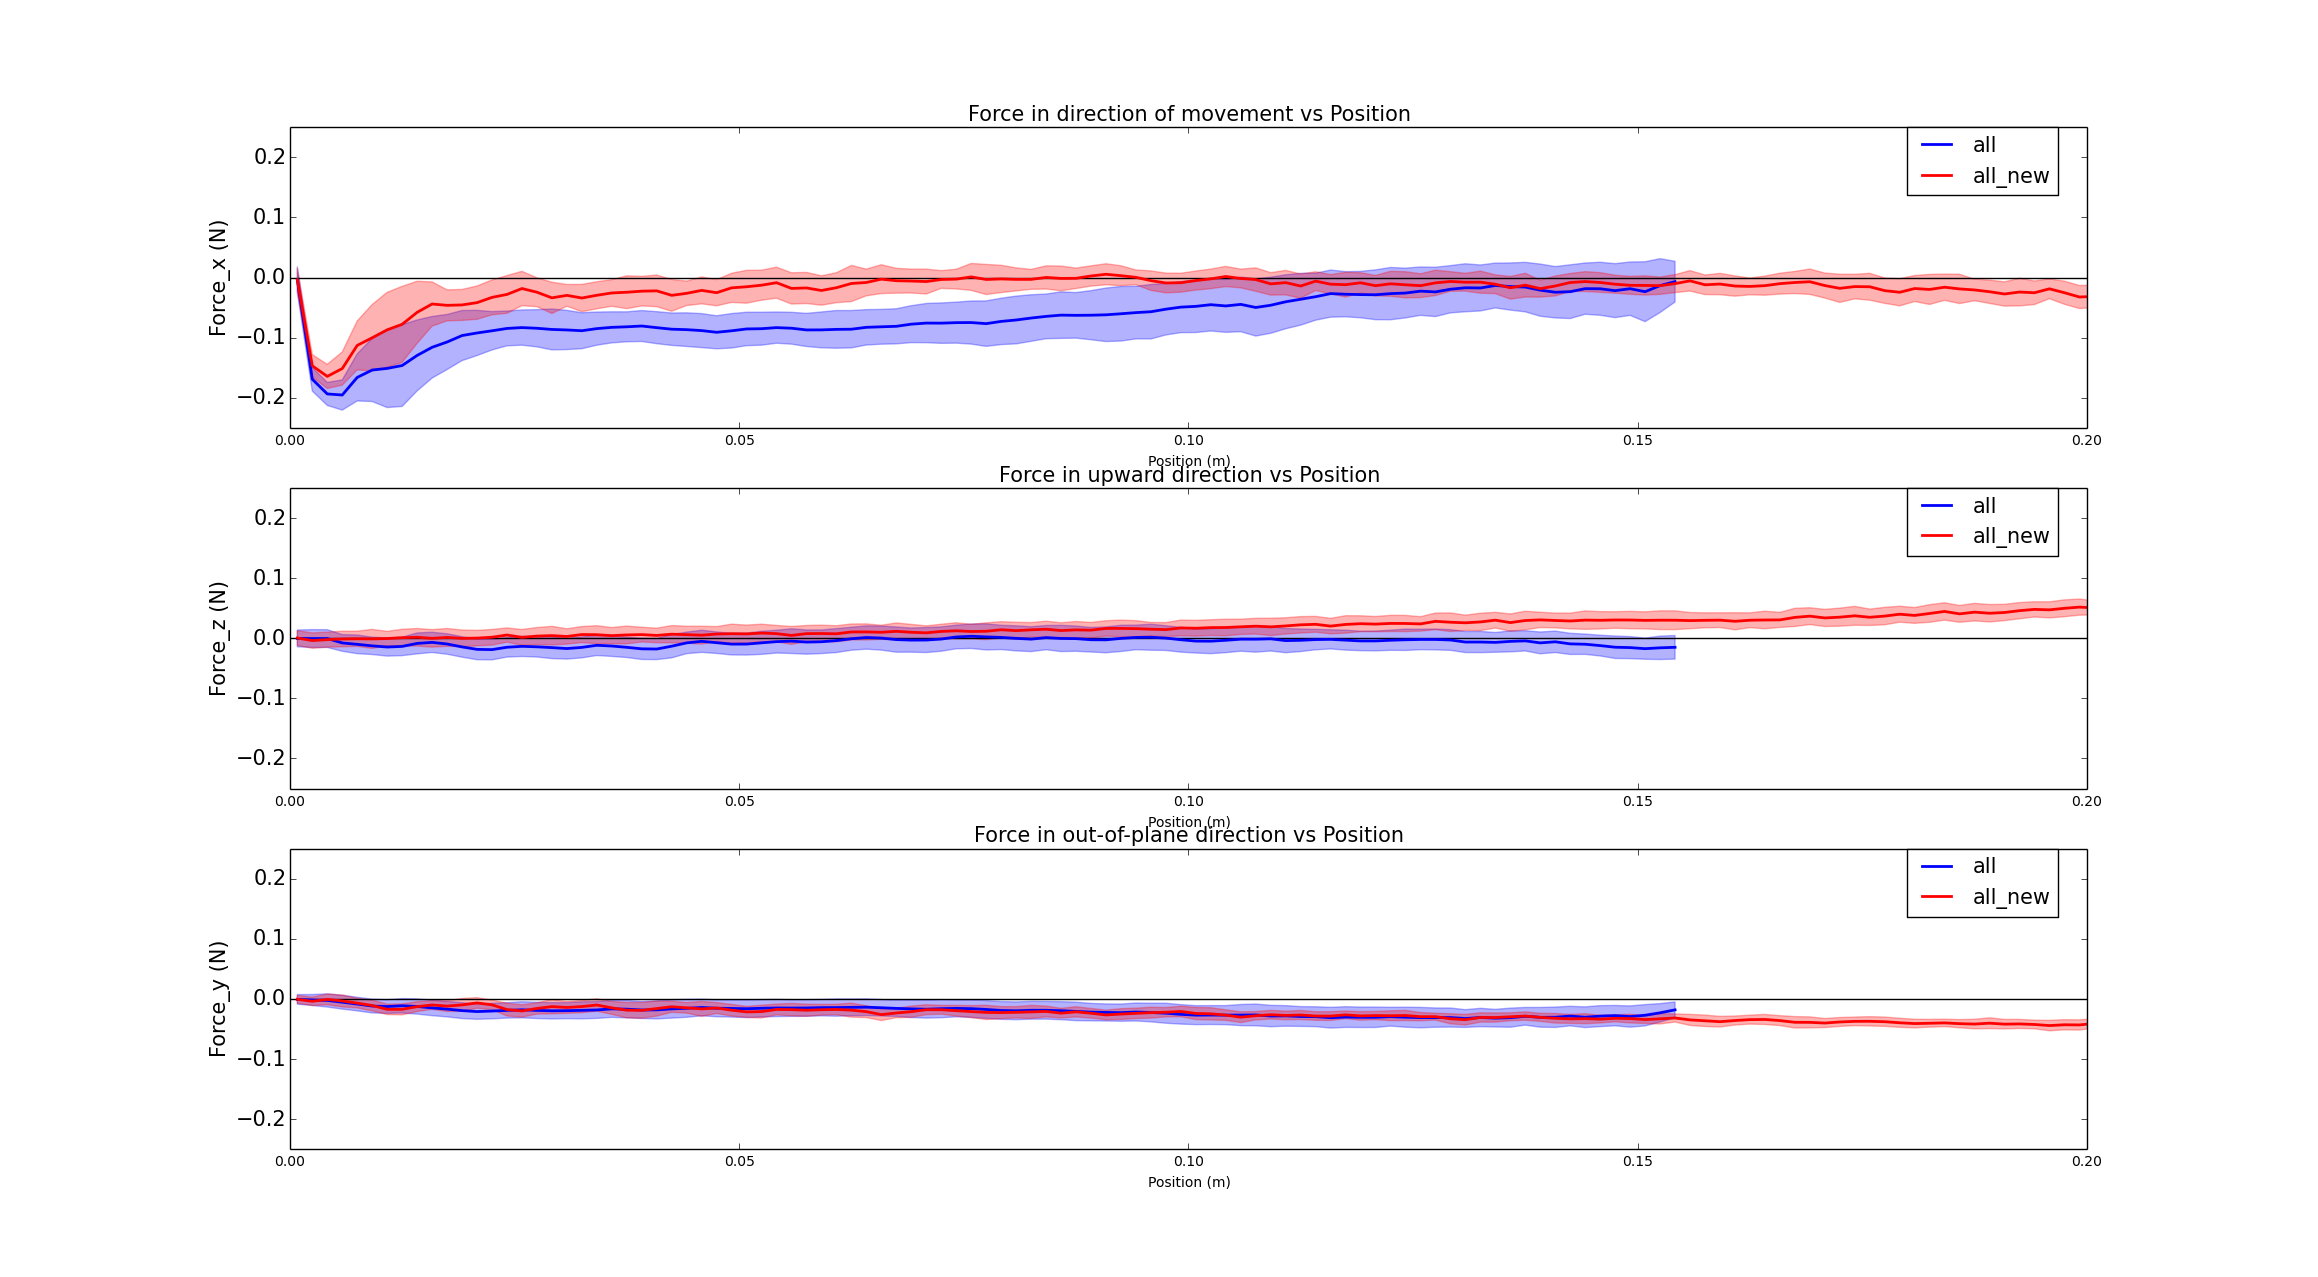 Force in direction of movement vs Position
Force_x (N)
0.2
0.1
0.0
−0.1
−0.2
all
all_new
0.00 0.05 0.10 0.15 0.20
Position (m)
Force in upward direction vs Position
Force_z (N)
0.2
0.1
0.0
−0.1
−0.2
all
all_new
0.00 0.05 0.10 0.15 0.20
Position (m)
Force in out-of-plane direction vs Position
Force_y (N)
0.2
0.1
0.0
−0.1
−0.2
all
all_new
0.00 0.05 0.10 0.15 0.20
Position (m)